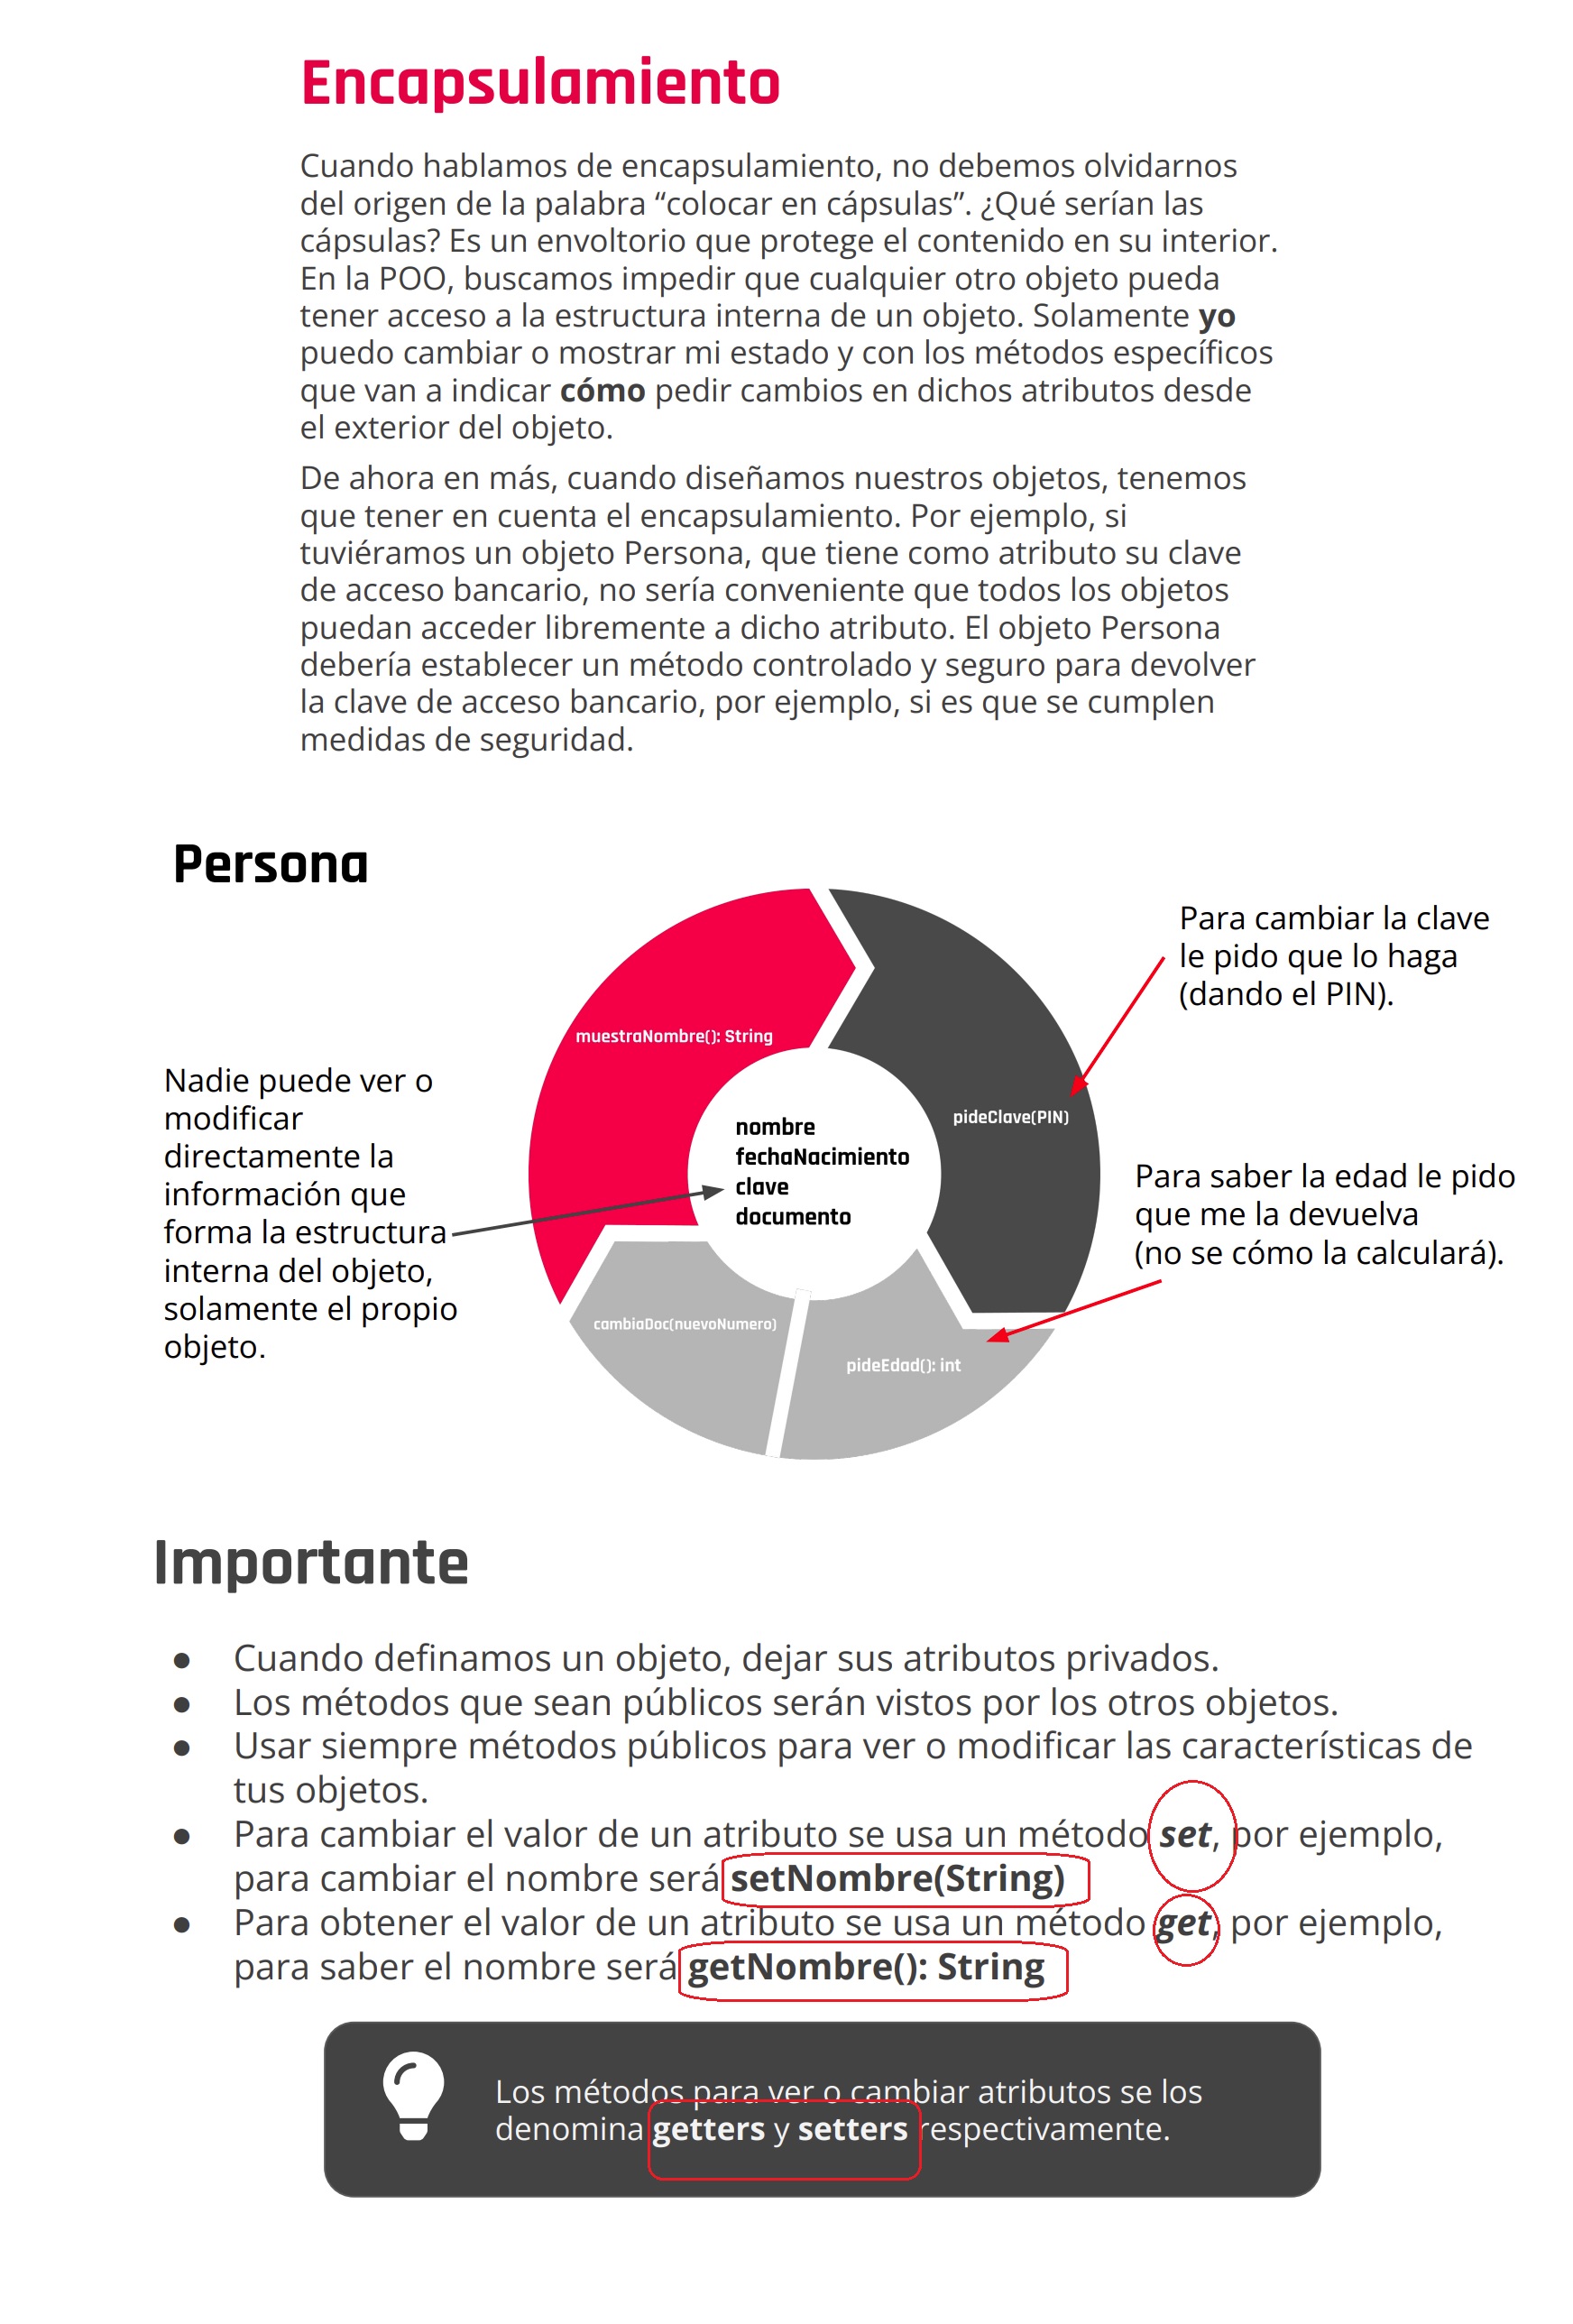 Encapsulamiento
Cuando hablamos de encapsulamiento, no debemos olvidarnos
del origen de la palabra “colocar en cápsulas”. ¿Qué serían las
cápsulas? Es un envoltorio que protege el contenido en su interior.
En la POO, buscamos impedir que cualquier otro objeto pueda
tener acceso a la estructura interna de un objeto. Solamente yo
puedo cambiar o mostrar mi estado y con los métodos específicos
que van a indicar cómo pedir cambios en dichos atributos desde
el exterior del objeto.
De ahora en más, cuando diseñamos nuestros objetos, tenemos
que tener en cuenta el encapsulamiento. Por ejemplo, si
tuviéramos un objeto Persona, que tiene como atributo su clave
de acceso bancario, no sería conveniente que todos los objetos
puedan acceder libremente a dicho atributo. El objeto Persona
debería establecer un método controlado y seguro para devolver
la clave de acceso bancario, por ejemplo, si es que se cumplen
medidas de seguridad.
Persona
Para cambiar la clave
le pido que lo haga
(dando el PIN).
muestraNombre(): String
pideClave(PIN)
Nadie puede ver o
modificar
directamente la
información que
forma la estructura
interna del objeto,
solamente el propio
objeto.
nombre
fechaNacimiento
clave
documento
Para saber la edad le pido
que me la devuelva
(no se cómo la calculará).
cambiaDoc(nuevoNumero)
pideEdad(): int
Importante
● Cuando definamos un objeto, dejar sus atributos privados.
● Los métodos que sean públicos serán vistos por los otros objetos.
● Usar siempre métodos públicos para ver o modificar las características de
tus objetos.
● Para cambiar el valor de un atributo se usa un método set, por ejemplo,
para cambiar el nombre será setNombre(String)
● Para obtener el valor de un atributo se usa un método get, por ejemplo,
para saber el nombre será getNombre(): String
Los métodos para ver o cambiar atributos se los
denomina getters y setters respectivamente.